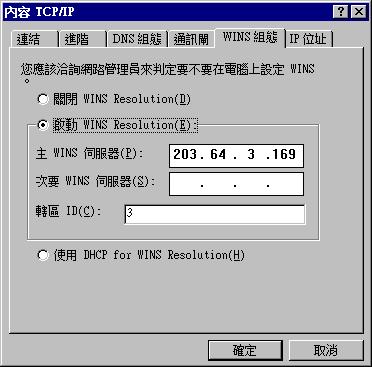 內容 TCP/IP
連結 進階 DNS 組態 通訊閘 WINS 組態 IP 位址
您應該洽詢網路管理員來判定要不要在電腦上設定 WINS
。
關閉 WINS Resolution(D)
啟動 WINS Resolution(E):
主 WINS 伺服器(P): 203. 64 . 3 .169
次要 WINS 伺服器(S): . . .
轄區 ID(C): 3
使用 DHCP for WINS Resolution(H)
確定 取消